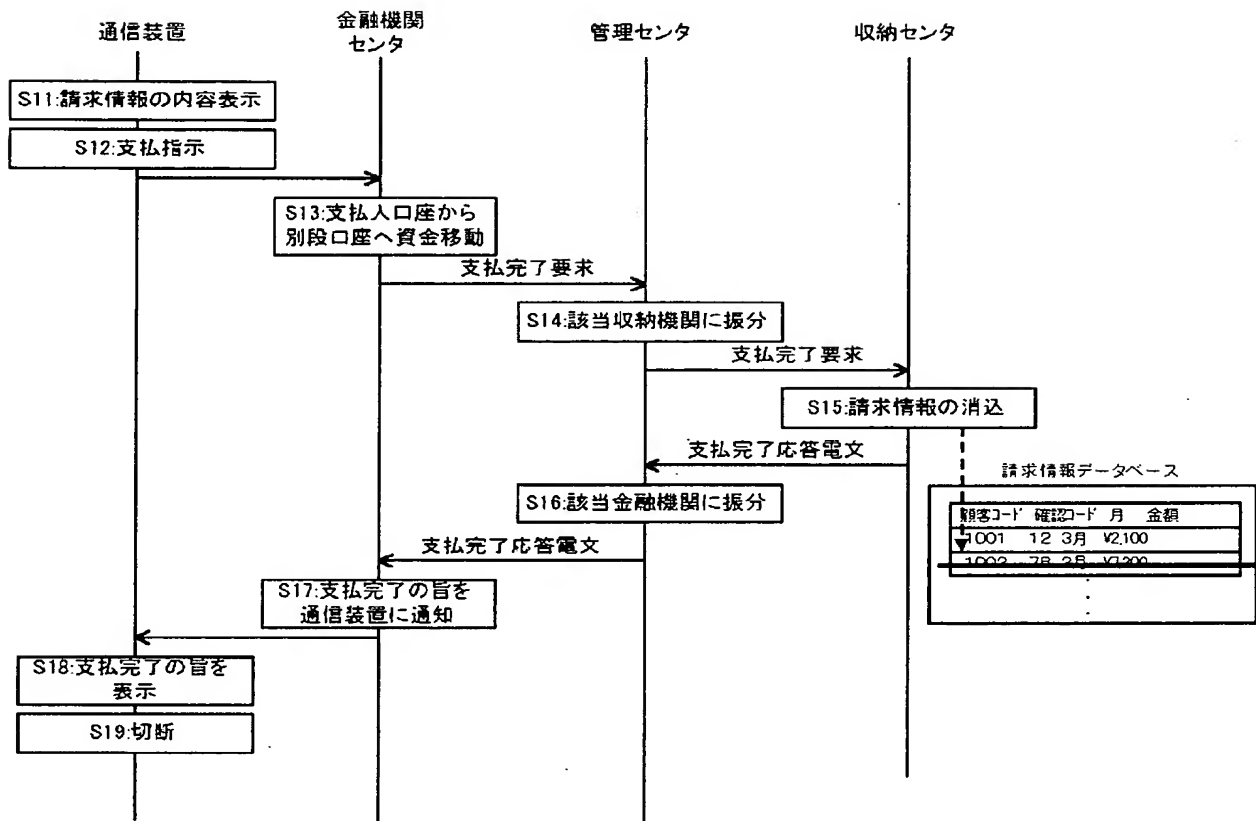 通信装置
金融機関
センタ
管理センタ
収納センタ
S11:請求情報の内容表示
S12:支払指示
S13:支払人口座から
別段口座へ資金移動
支払完了要求
S14:該当収納機関に振分
支払完了要求
S15:請求情報の消込
支払完了応答電文
請求情報データベース
S16:該当金融機関に振分
顧客コード 確認コード 月 金額
1001 12 3月 ¥2,100
支払完了応答電文
1002 78 3月
S17:支払完了の旨を
通信装置に通知
S18:支払完了の旨を
表示
S19:切断